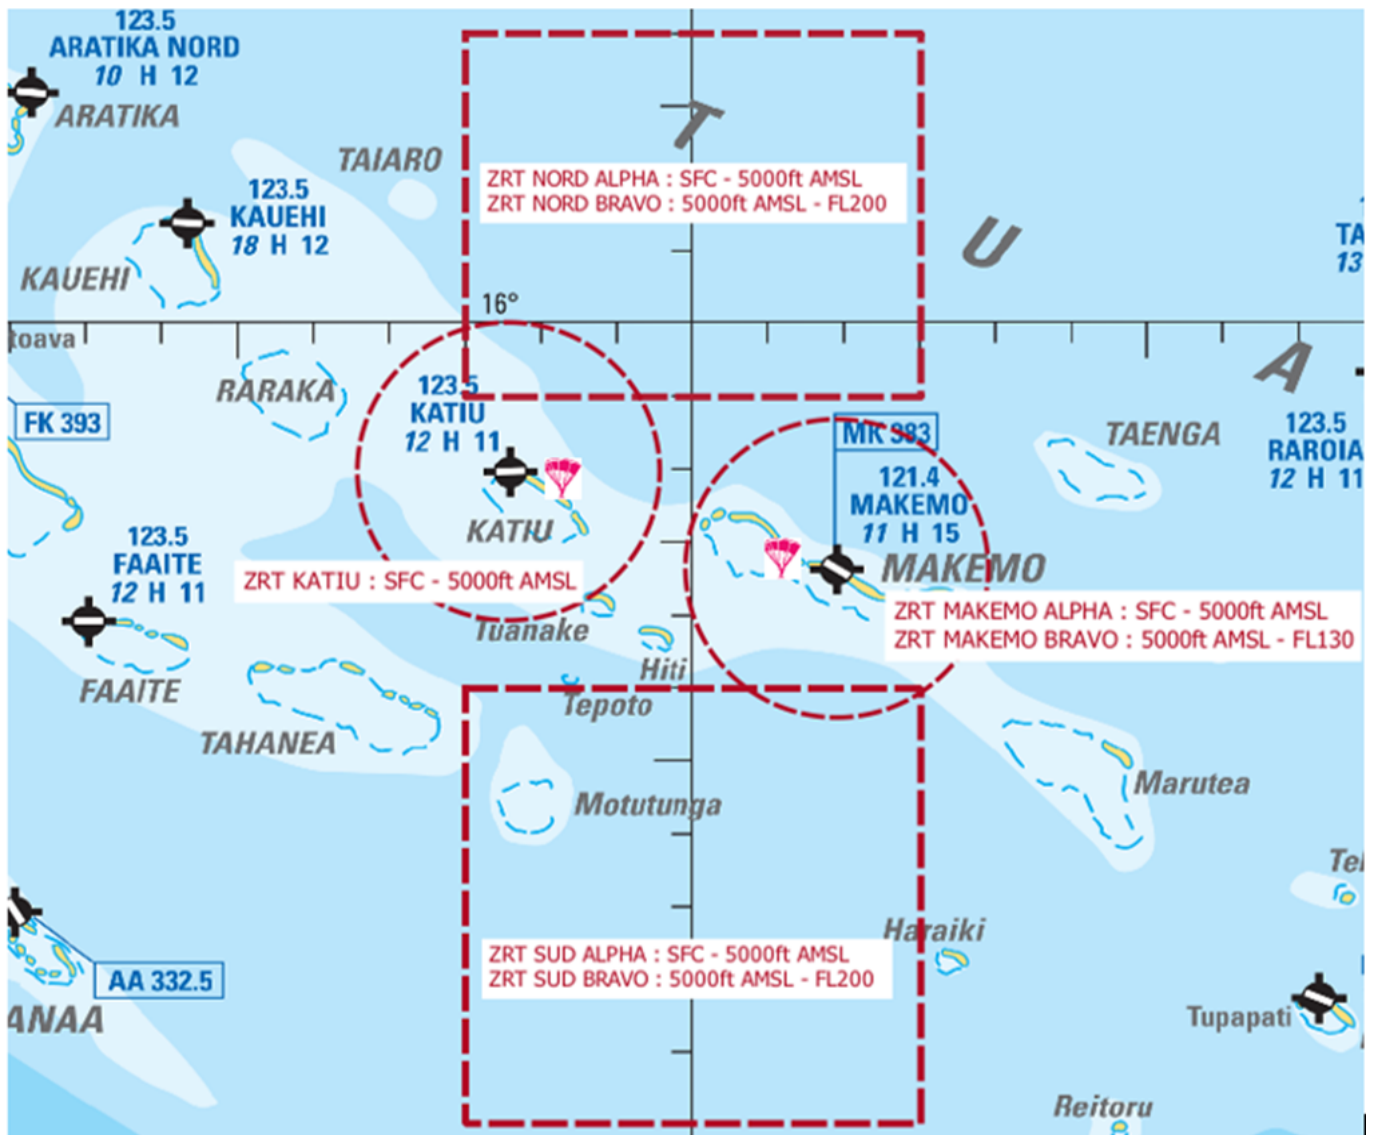 123.5
ARATIKA NORD
10 H 12
ARATIKA
TAIARO
T
ZRT NORD ALPHA : SFC - 5000ft AMSL
ZRT NORD BRAVO : 5000ft AMSL - FL200
123.5
KAUEHI
18 H 12
KAUEHI
U
TA
13
16°
toava
RARAKA
A
FK 393
123.5
KATIU
12 H 11
KATIU
MK 983
121.4
MAKEMO
11 H 15
MAKEMO
TAENGA
123.5
RAROIA
12 H 11
123.5
FAAITE
12 H 11
FAAITE
ZRT KATIU : SFC - 5000ft AMSL
ZRT MAKEMO ALPHA : SFC - 5000ft AMSL
ZRT MAKEMO BRAVO : 5000ft AMSL - FL130
Tuanake
Hiti
Tepoto
TAHANEA
Motutunga
Marutea
Haraiki
ZRT SUD ALPHA : SFC - 5000ft AMSL
ZRT SUD BRAVO : 5000ft AMSL - FL200
AA 332.5
ANAA
Tupapati
Reitoru